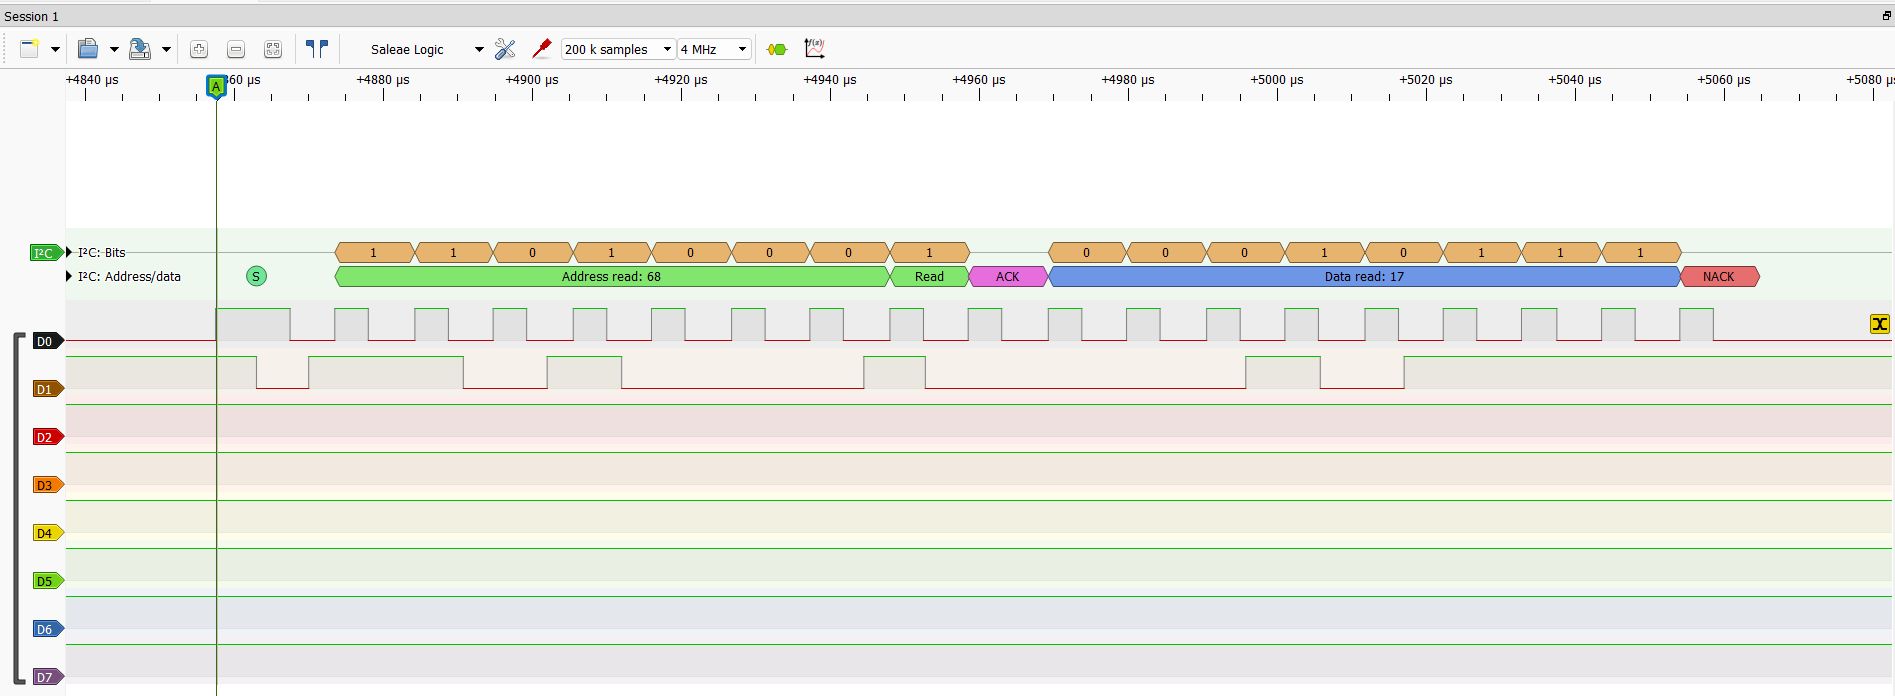 Session 1
Saleae Logic 200 k samples 4 MHz f(x)
+4840 µs +4880 µs +4900 µs +4920 µs +4940 µs +4960 µs +4980 µs +5000 µs +5020 µs +5040 µs +5060 µs +5080 µs
A
I²C I²C: Bits 1 1 0 1 0 0 0 1 0 0 0 1 0 1 1 1
I²C: Address/data S Address read: 68 Read ACK Data read: 17 NACK
D0
D1
D2
D3
D4
D5
D6
D7